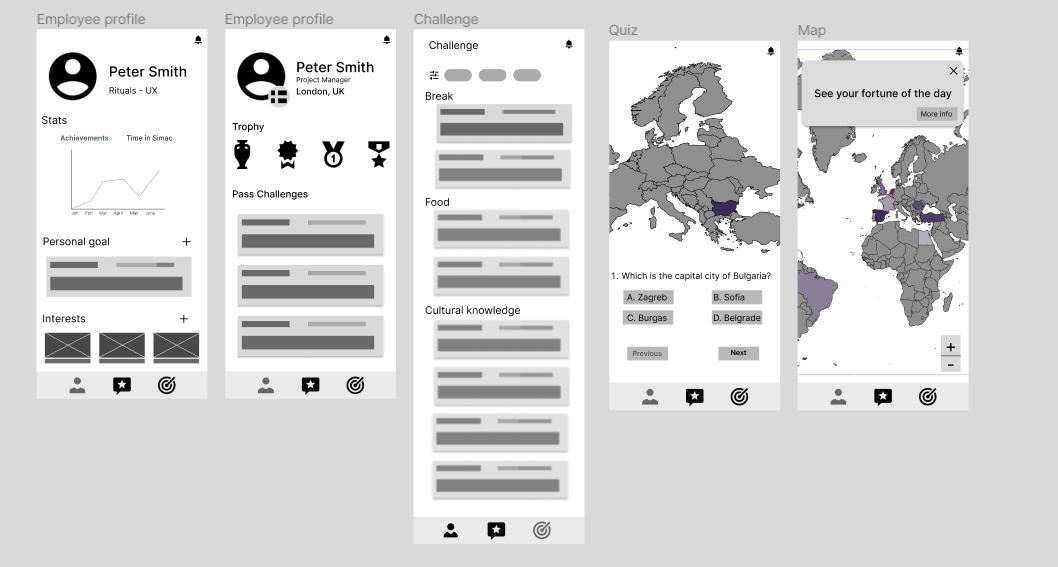 Employee profile
Peter Smith
Rituals - UX
Stats
Achievements
Time in Simac
Jan Feb Mar April May June
Personal goal
+
Interests
+
Employee profile
Peter Smith
Project Manager
London, UK
Trophy
1
Pass Challenges
Challenge
Challenge
Break
Food
Cultural knowledge
Quiz
1. Which is the capital city of Bulgaria?
A. Zagreb
B. Sofia
C. Burgas
D. Belgrade
Previous
Next
Map
See your fortune of the day
More Info
+
-